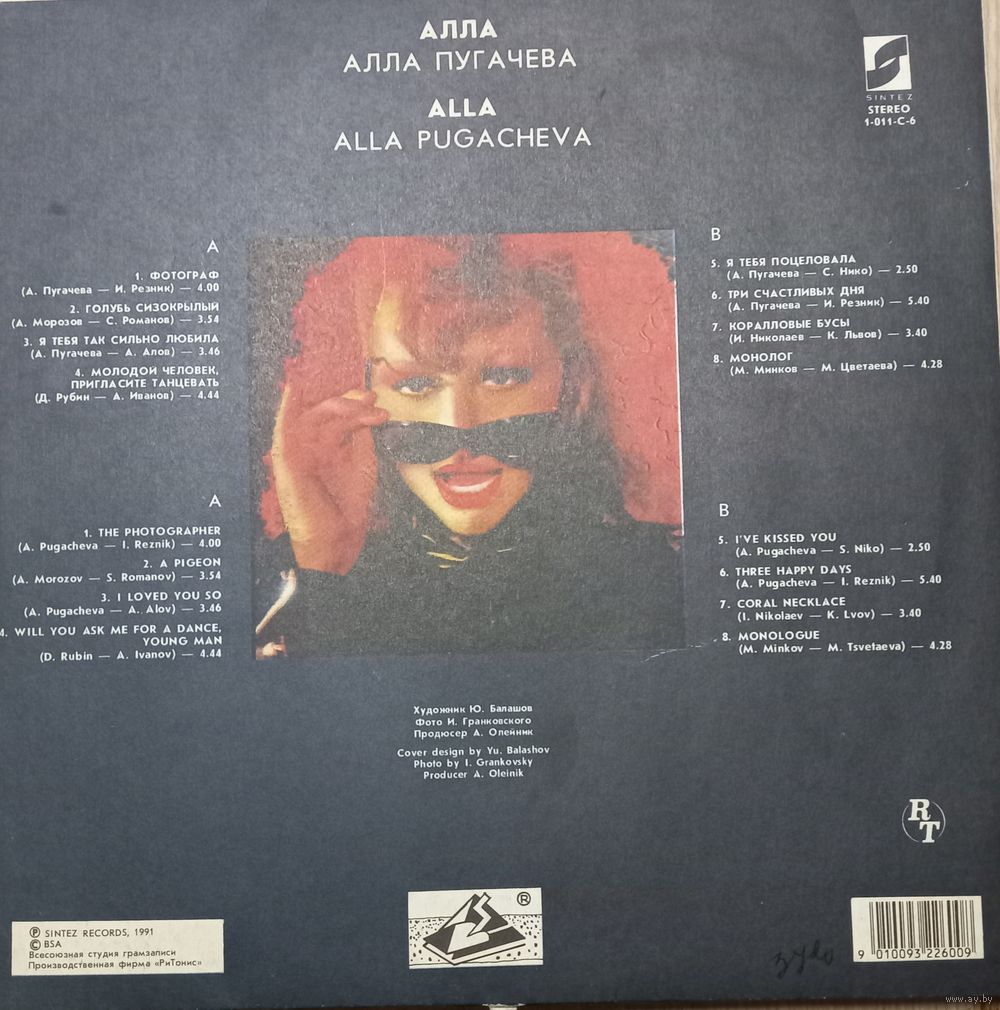 АЛЛА
АЛЛА ПУГАЧЕВА
ALLA
ALLA PUGACHEVA
SINTEZ
STEREO
1-011-C-6
A
1. ФОТОГРАФ
(А. Пугачева — И. Резник) — 4.00
2. ГОЛУБЬ СИЗОКРЫЛЫЙ
(А. Морозов — С. Романов) — 3.54
3. Я ТЕБЯ ТАК СИЛЬНО ЛЮБИЛА
(А. Пугачева — А. Алов) — 3.46
4. МОЛОДОЙ ЧЕЛОВЕК,
ПРИГЛАСИТЕ ТАНЦЕВАТЬ
(Д. Рубин — А. Иванов) — 4.44
B
5. Я ТЕБЯ ПОЦЕЛОВАЛА
(А. Пугачева — С. Нико) — 2.50
6. ТРИ СЧАСТЛИВЫХ ДНЯ
(А. Пугачева — И. Резник) — 5.40
7. КОРАЛЛОВЫЕ БУСЫ
(И. Николаев — К. Львов) — 3.40
8. МОНОЛОГ
(М. Минков — М. Цветаева) — 4.28
A
1. THE PHOTOGRAPHER
(A. Pugacheva — I. Reznik) — 4.00
2. A PIGEON
(A. Morozov — S. Romanov) — 3.54
3. I LOVED YOU SO
(A. Pugacheva — A. Alov) — 3.46
4. WILL YOU ASK ME FOR A DANCE,
YOUNG MAN
(D. Rubin — A. Ivanov) — 4.44
B
5. I'VE KISSED YOU
(A. Pugacheva — S. Niko) — 2.50
6. THREE HAPPY DAYS
(A. Pugacheva — I. Reznik) — 5.40
7. CORAL NECKLACE
(I. Nikolaev — K. Lvov) — 3.40
8. MONOLOGUE
(M. Minkov — M. Tsvetaeva) — 4.28
Художник Ю. Балашов
Фото И. Гранковского
Продюсер А. Олейник
Cover design by Yu. Balashov
Photo by I. Grankovsky
Producer A. Oleinik
RT
®
℗ SINTEZ RECORDS, 1991
© BSA
Всесоюзная студия грамзаписи
Производственная фирма «РиТонис»
9 010093 226009
www.ay.by